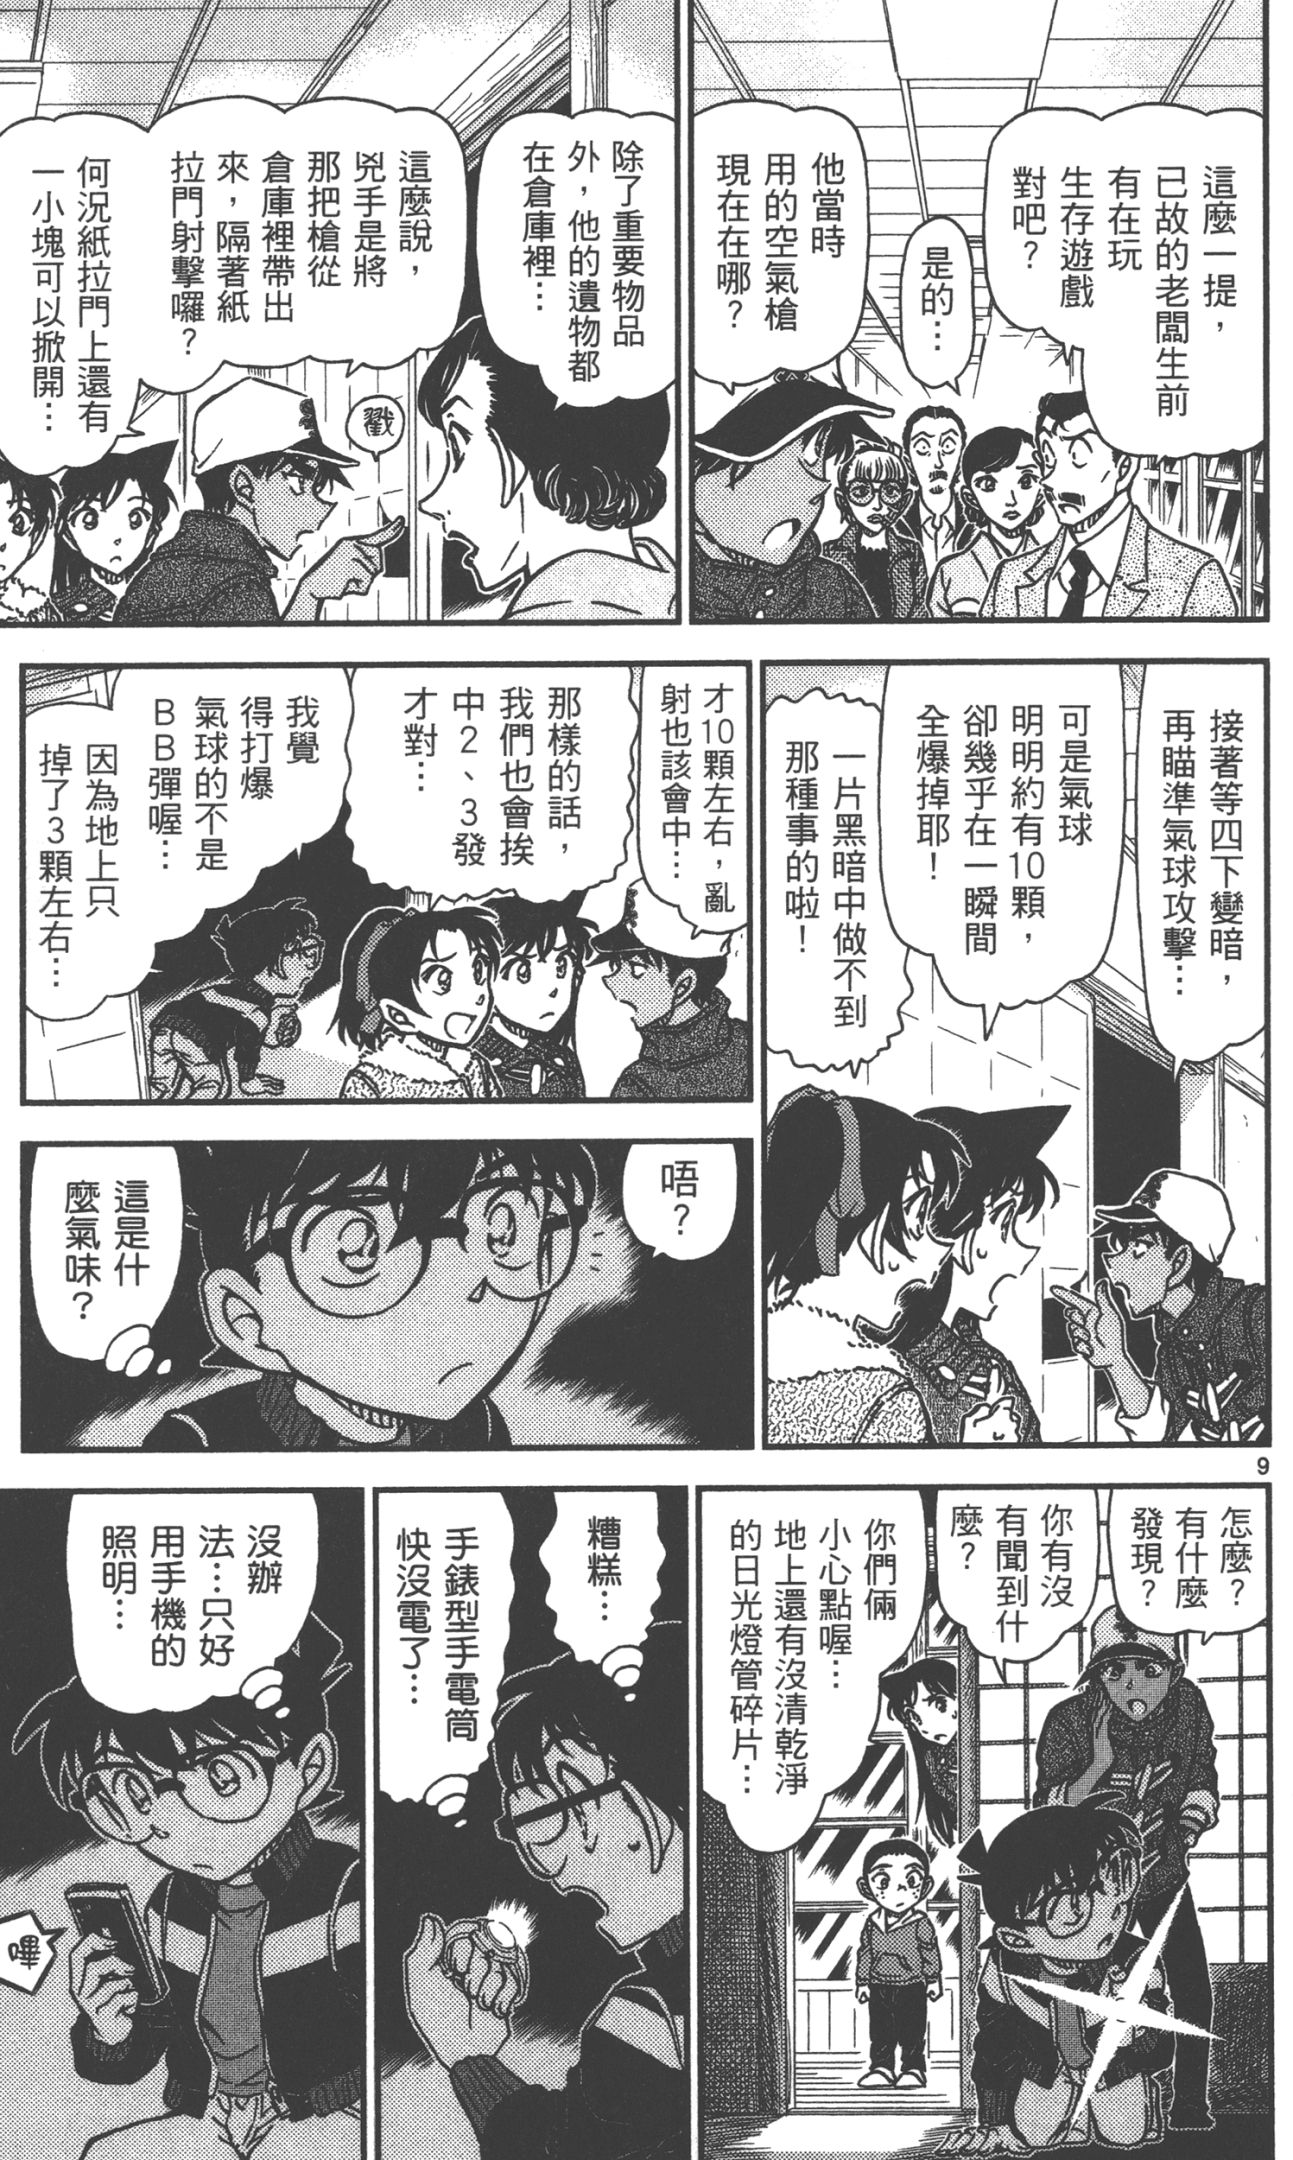 這麼一提，
已故的老闆生前
有在玩
生存遊戲
對吧？
是的…
他當時
用的空氣槍
現在在哪？
除了重要物品
外，他的遺物都
在倉庫裡…
這麼說，
兇手是將
那把槍從
倉庫裡帶出
來，隔著紙
拉門射擊囉？
戳
何況紙拉門上還有
一小塊可以掀開…
接著等四下變暗，
再瞄準氣球攻擊…
可是氣球
明明約有10顆，
卻幾乎在一瞬間
全爆掉耶！
一片黑暗中做不到
那種事的啦！
才10顆左右，亂
射也該會中…
那樣的話，
我們也會挨
中2、3發
才對…
我覺
得打爆
氣球的不是
BB彈喔…
因為地上只
掉了3顆左右…
唔？
這是什
麼氣味？
9
怎麼？
有什麼
發現？
你有沒
有聞到什
麼？
你們倆
小心點喔…
地上還有沒清乾淨
的日光燈管碎片…
糟糕…
手錶型手電筒
快沒電了…
沒辦
法…只好
用手機的
照明…
嗶